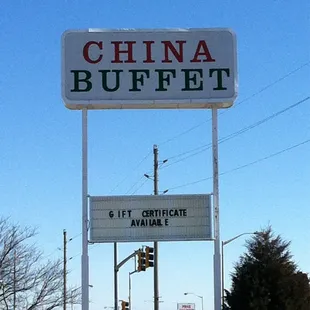 CHINA
BUFFET
GIFT CERTIFICATE
AVAILABLE